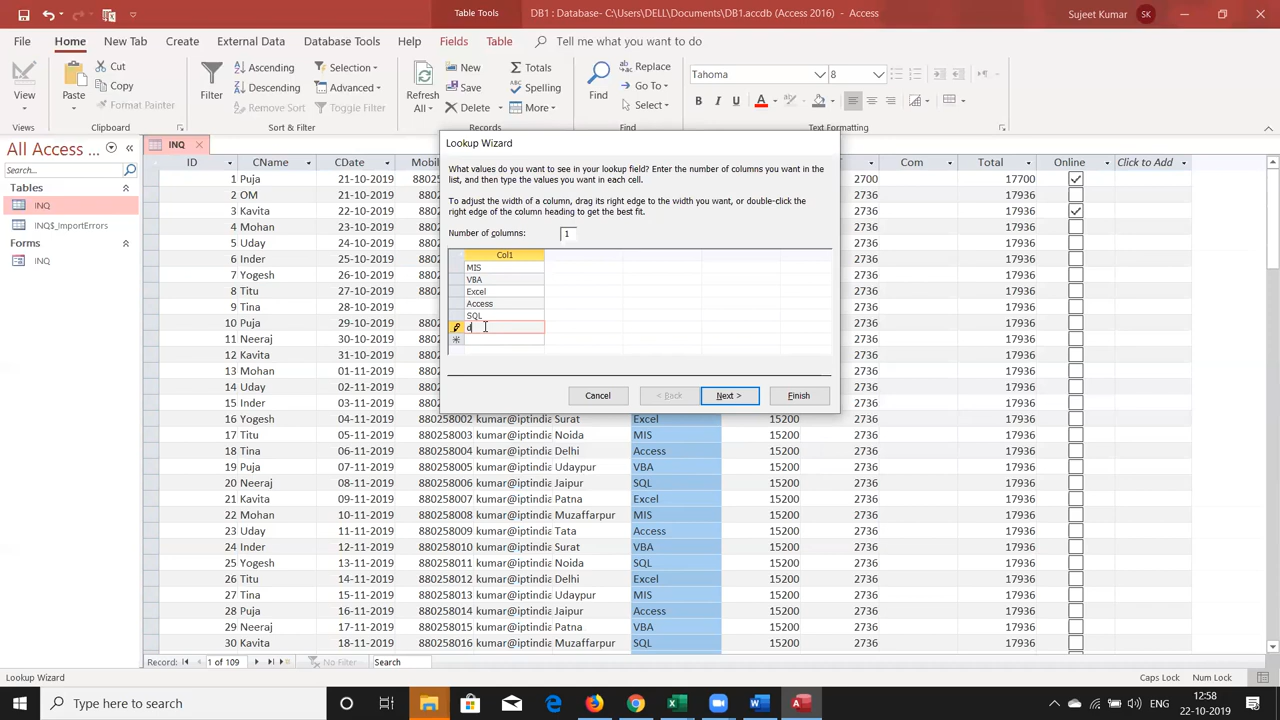 Table Tools
DB1 : Database- C:\Users\DELL\Documents\DB1.accdb (Access 2016) - Access
Sujeet Kumar SK
File Home New Tab Create External Data Database Tools Help Fields Table Tell me what you want to do
View Paste Cut Copy Format Painter Filter Ascending Descending Remove Sort Selection Advanced Toggle Filter Refresh All New Save Delete Totals Spelling More Find Replace Go To Select Tahoma 8
B I U A
Views Clipboard Sort & Filter Records Find Text Formatting
All Access ...
Search...
Tables
INQ
INQ$_ImportErrors
Forms
INQ
INQ
ID CName CDate Mobil Com Total Online Click to Add
Lookup Wizard
What values do you want to see in your lookup field? Enter the number of columns you want in the
list, and then type the values you want in each cell.
To adjust the width of a column, drag its right edge to the width you want, or double-click the
right edge of the column heading to get the best fit.
Number of columns: 1
Col1
MIS
VBA
Excel
Access
SQL
d
Cancel < Back Next > Finish
1 Puja 21-10-2019 8802580 2700 17700
2 OM 21-10-2019 8802580 2736 17936
3 Kavita 22-10-2019 8802580 2736 17936
4 Mohan 23-10-2019 8802580 2736 17936
5 Uday 24-10-2019 8802580 2736 17936
6 Inder 25-10-2019 8802580 2736 17936
7 Yogesh 26-10-2019 8802580 2736 17936
8 Titu 27-10-2019 8802580 2736 17936
9 Tina 28-10-2019 2736 17936
10 Puja 29-10-2019 8802580 2736 17936
11 Neeraj 30-10-2019 8802580 2736 17936
12 Kavita 31-10-2019 8802580 2736 17936
13 Mohan 01-11-2019 8802580 2736 17936
14 Uday 02-11-2019 8802580 2736 17936
15 Inder 03-11-2019 8802580 2736 17936
16 Yogesh 04-11-2019 880258002 kumar@iptindia Surat Excel 15200 2736 17936
17 Titu 05-11-2019 880258003 kumar@iptindia Noida MIS 15200 2736 17936
18 Tina 06-11-2019 880258004 kumar@iptindia Delhi Access 15200 2736 17936
19 Puja 07-11-2019 880258005 kumar@iptindia Udaypur VBA 15200 2736 17936
20 Neeraj 08-11-2019 880258006 kumar@iptindia Jaipur SQL 15200 2736 17936
21 Kavita 09-11-2019 880258007 kumar@iptindia Patna Excel 15200 2736 17936
22 Mohan 10-11-2019 880258008 kumar@iptindia Muzaffarpur MIS 15200 2736 17936
23 Uday 11-11-2019 880258009 kumar@iptindia Tata Access 15200 2736 17936
24 Inder 12-11-2019 880258010 kumar@iptindia Surat VBA 15200 2736 17936
25 Yogesh 13-11-2019 880258011 kumar@iptindia Noida SQL 15200 2736 17936
26 Titu 14-11-2019 880258012 kumar@iptindia Delhi Excel 15200 2736 17936
27 Tina 15-11-2019 880258013 kumar@iptindia Udaypur MIS 15200 2736 17936
28 Puja 16-11-2019 880258014 kumar@iptindia Jaipur Access 15200 2736 17936
29 Neeraj 17-11-2019 880258015 kumar@iptindia Patna VBA 15200 2736 17936
30 Kavita 18-11-2019 880258016 kumar@iptindia Muzaffarpur SQL 15200 2736 17936
Record: 1 of 109 No Filter Search
Lookup Wizard Caps Lock Num Lock
Type here to search
12:58
22-10-2019